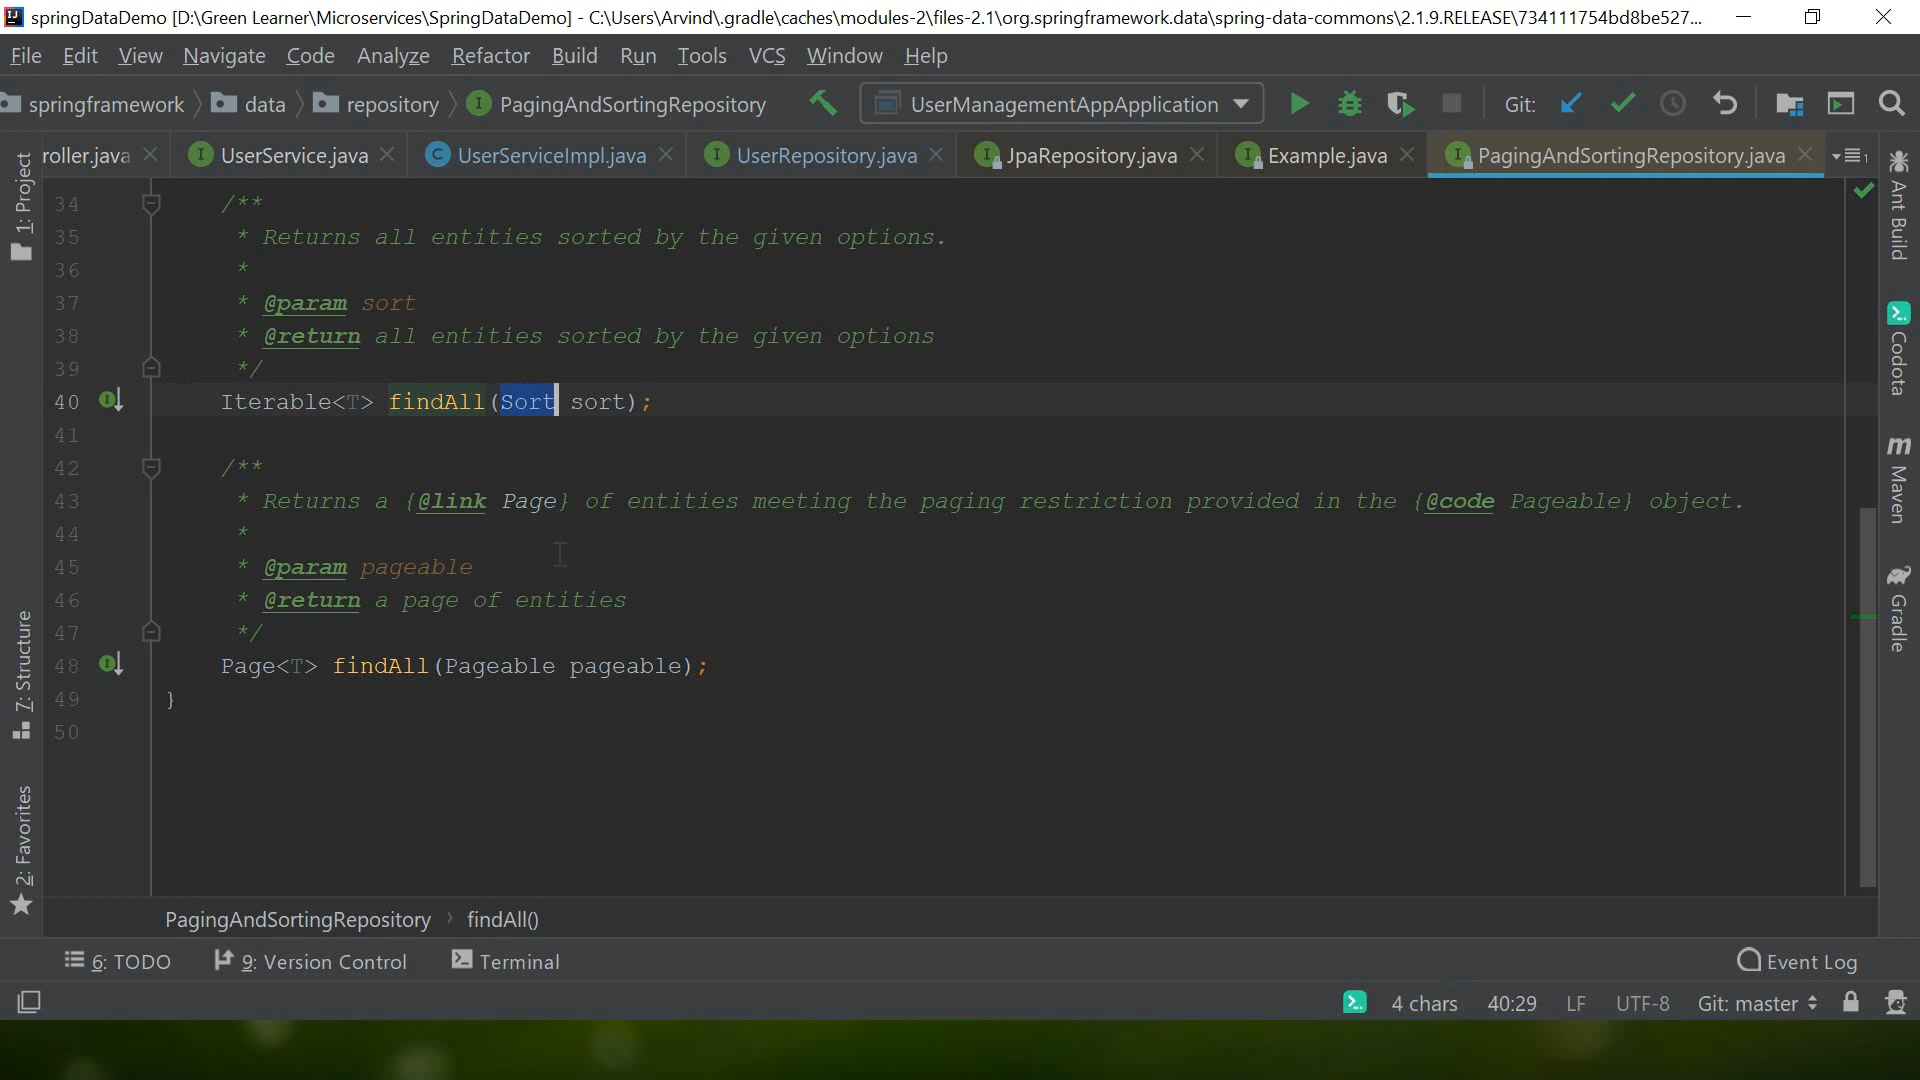 springDataDemo [D:\Green Learner\Microservices\SpringDataDemo] - C:\Users\Arvind\.gradle\caches\modules-2\files-2.1\org.springframework.data\spring-data-commons\2.1.9.RELEASE\734111754bd8be527...
File Edit View Navigate Code Analyze Refactor Build Run Tools VCS Window Help
springframework data repository PagingAndSortingRepository UserManagementAppApplication Git:
roller.java UserService.java UserServiceImpl.java UserRepository.java JpaRepository.java Example.java PagingAndSortingRepository.java
1: Project
7: Structure
2: Favorites
34 /**
35 * Returns all entities sorted by the given options.
36 *
37 * @param sort
38 * @return all entities sorted by the given options
39 */
40 Iterable<T> findAll(Sort sort);
41
42 /**
43 * Returns a {@link Page} of entities meeting the paging restriction provided in the {@code Pageable} object.
44 *
45 * @param pageable
46 * @return a page of entities
47 */
48 Page<T> findAll(Pageable pageable);
49 }
50
Ant Build
Codota
Maven
Gradle
PagingAndSortingRepository › findAll()
6: TODO 9: Version Control Terminal Event Log
4 chars 40:29 LF UTF-8 Git: master